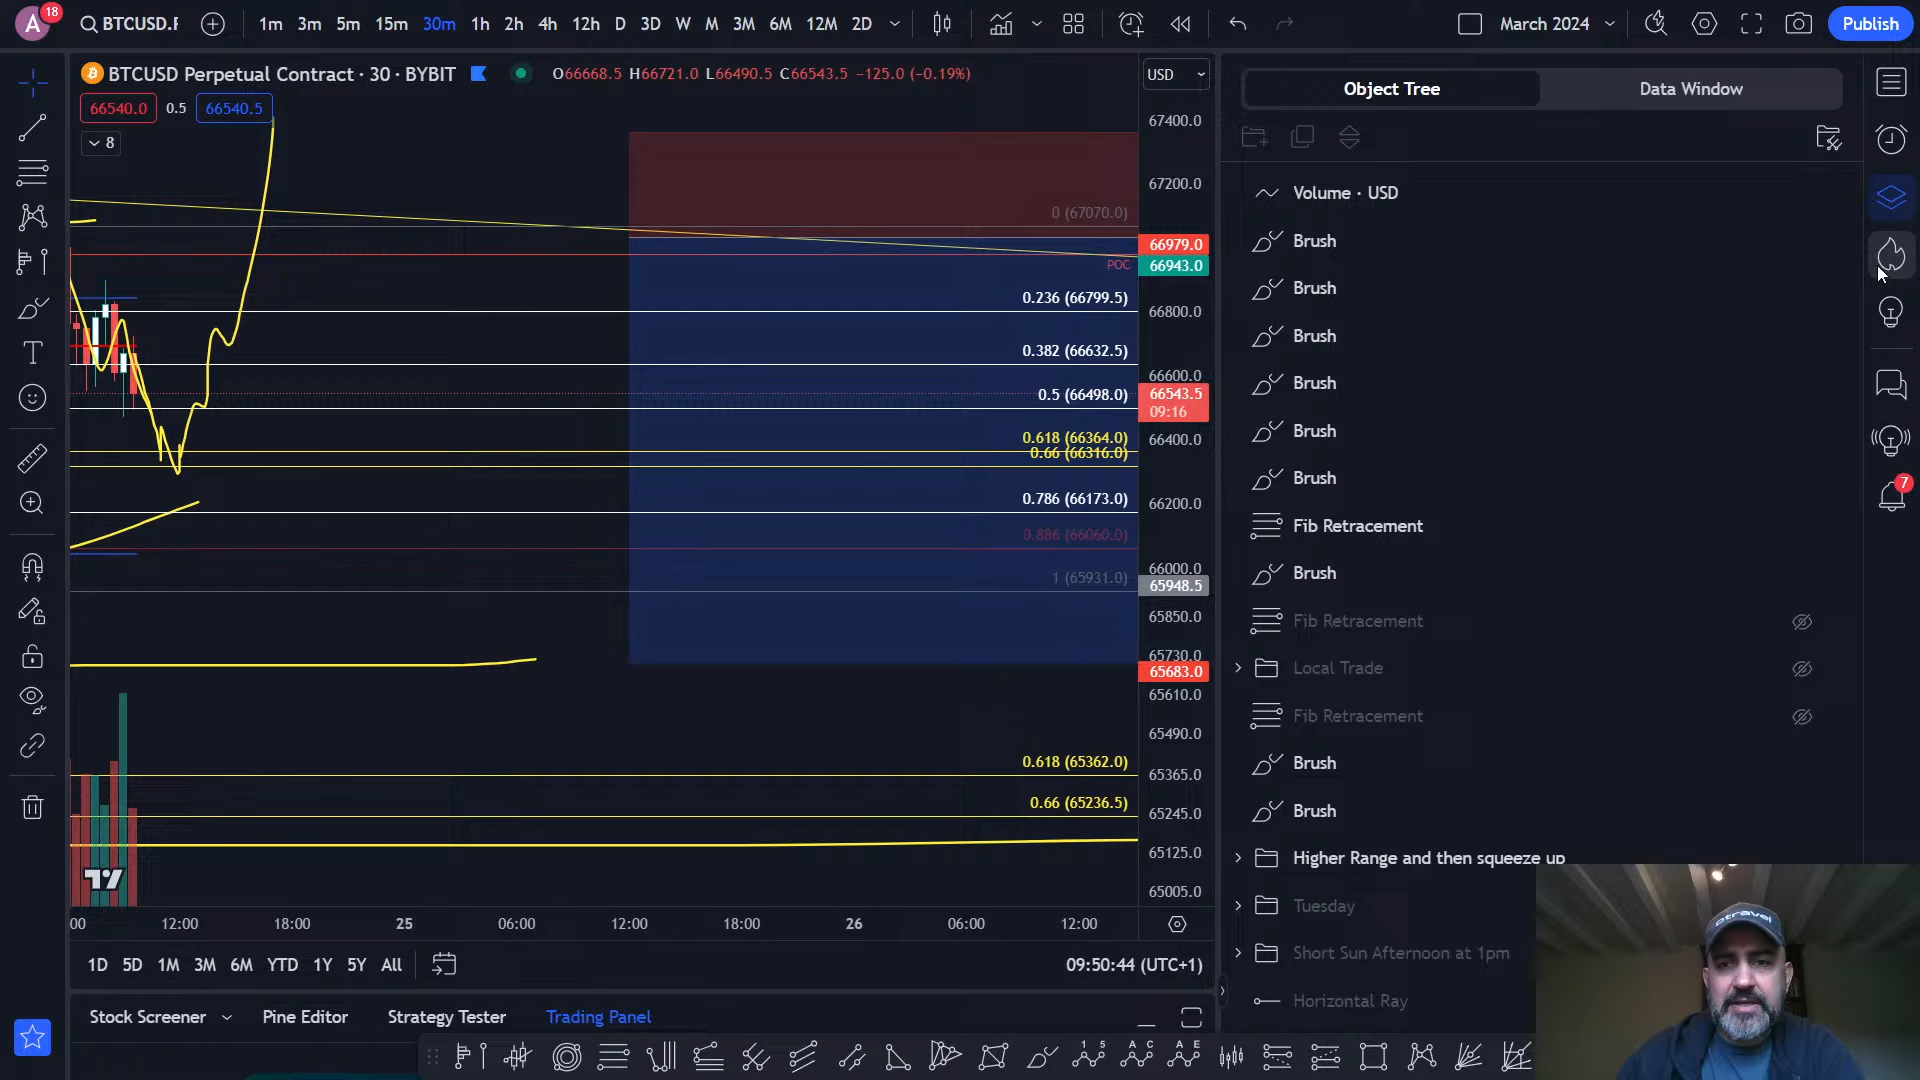 A
18
BTCUSD.F
1m 3m 5m 15m 30m 1h 2h 4h 12h D 3D W M 3M 6M 12M 2D
March 2024
Publish
BTCUSD Perpetual Contract · 30 · BYBIT
O66668.5 H66721.0 L66490.5 C66543.5 −125.0 (−0.19%)
66540.0 0.5 66540.5
8
USD
67400.0
67200.0
0 (67070.0)
66979.0
POC
66943.0
0.236 (66799.5)
66800.0
0.382 (66632.5)
66600.0
0.5 (66498.0)
66543.5
09:16
0.618 (66364.0)
66400.0
0.66 (66316.0)
0.786 (66173.0)
66200.0
0.886 (66060.0)
66000.0
1 (65931.0)
65948.5
65850.0
65730.0
65683.0
65610.0
65490.0
0.618 (65362.0)
65365.0
0.66 (65236.5)
65245.0
65125.0
65005.0
00 12:00 18:00 25 06:00 12:00 18:00 26 06:00 12:00
1D 5D 1M 3M 6M YTD 1Y 5Y All
09:50:44 (UTC+1)
Stock Screener Pine Editor Strategy Tester Trading Panel
Object Tree
Data Window
Volume · USD
Brush
Brush
Brush
Brush
Brush
Brush
Fib Retracement
Brush
Fib Retracement
Local Trade
Fib Retracement
Brush
Brush
Higher Range and then squeeze up
Tuesday
Short Sun Afternoon at 1pm
Horizontal Ray
7
1 5
A C
A E
ptravel